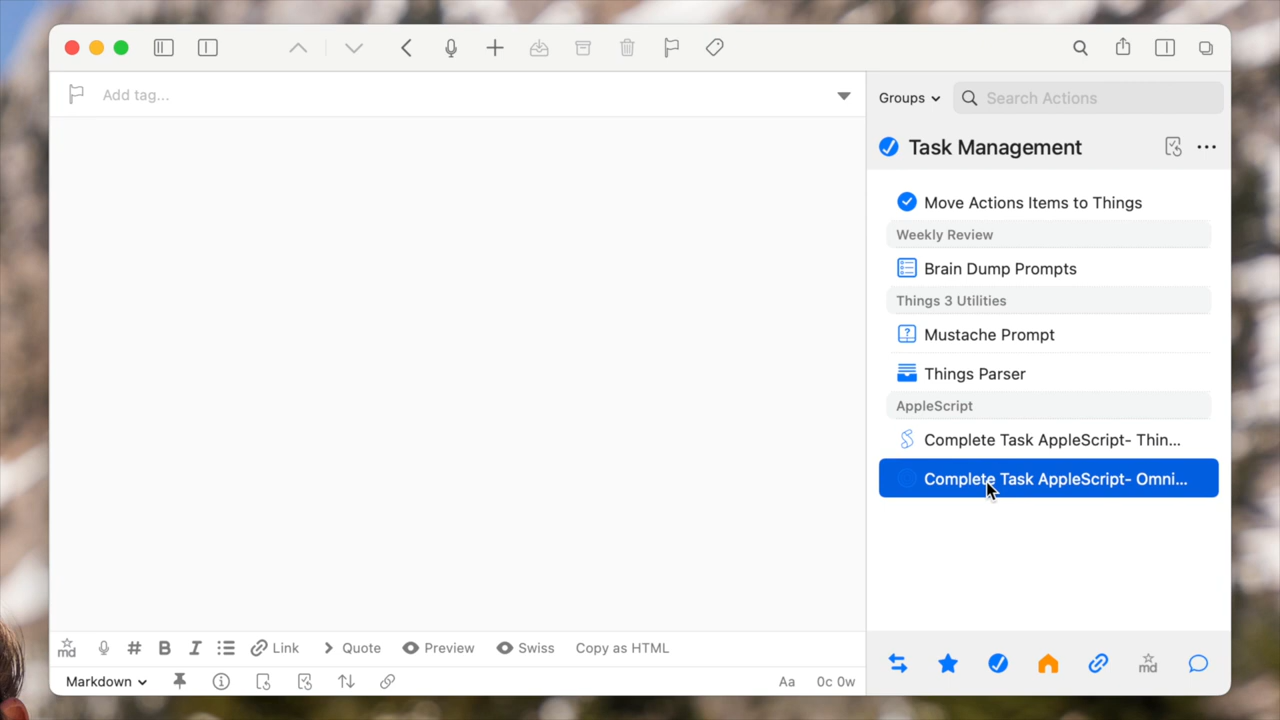 Add tag...
Groups
Search Actions
Task Management
Move Actions Items to Things
Weekly Review
Brain Dump Prompts
Things 3 Utilities
Mustache Prompt
Things Parser
AppleScript
Complete Task AppleScript- Thin...
Complete Task AppleScript- Omni...
md
# B I Link Quote Preview Swiss Copy as HTML
md
Markdown
Aa 0c 0w